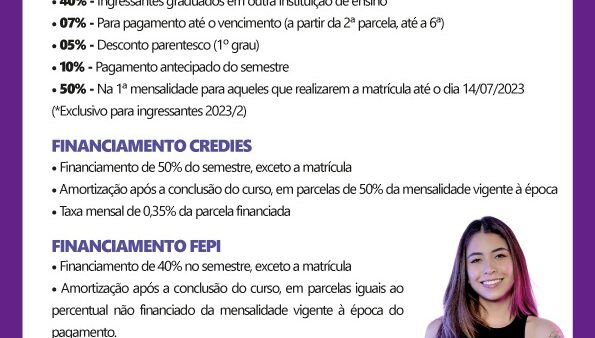 • 40% - Ingressantes graduados em outra instituição de ensino
• 07% - Para pagamento até o vencimento (a partir da 2ª parcela, até a 6ª)
• 05% - Desconto parentesco (1º grau)
• 10% - Pagamento antecipado do semestre
• 50% - Na 1ª mensalidade para aqueles que realizarem a matrícula até o dia 14/07/2023
(*Exclusivo para ingressantes 2023/2)
FINANCIAMENTO CREDIES
• Financiamento de 50% do semestre, exceto a matrícula
• Amortização após a conclusão do curso, em parcelas de 50% da mensalidade vigente à época
• Taxa mensal de 0,35% da parcela financiada
FINANCIAMENTO FEPI
• Financiamento de 40% no semestre, exceto a matrícula
• Amortização após a conclusão do curso, em parcelas iguais ao
percentual não financiado da mensalidade vigente à época do
pagamento.